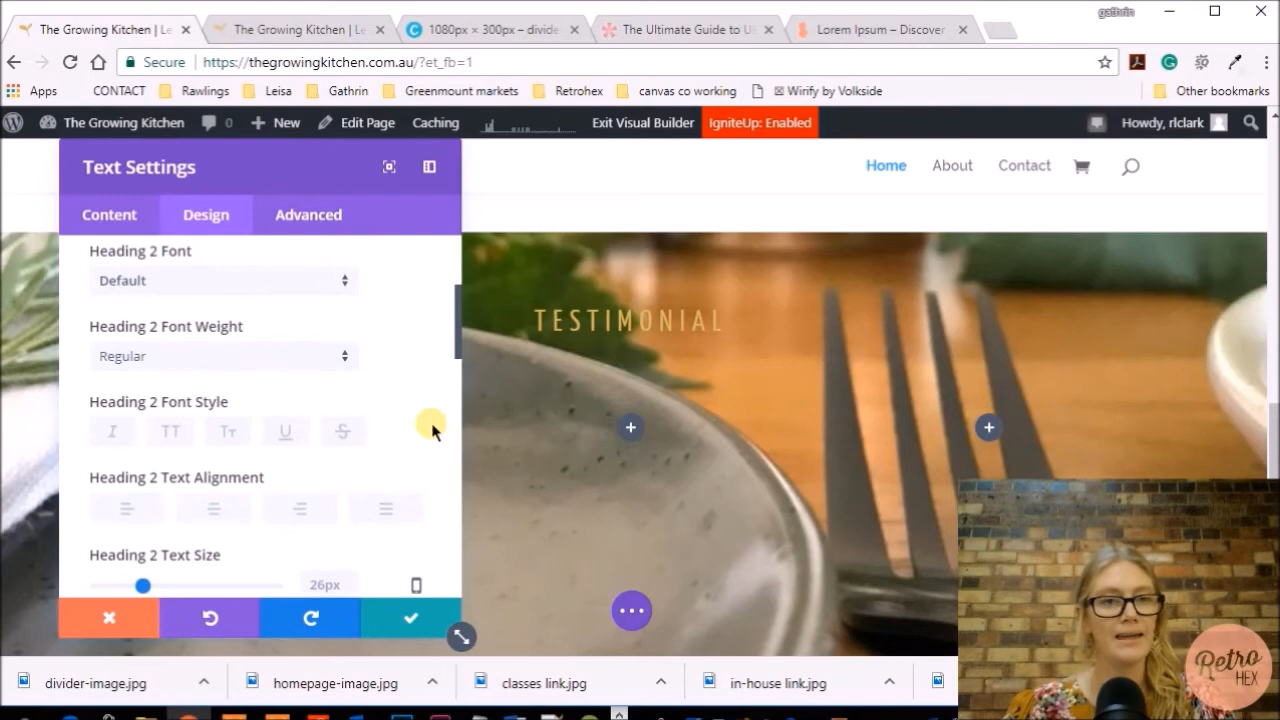 gathrin
The Growing Kitchen | Le
The Growing Kitchen | Le
1080px × 300px – divide
The Ultimate Guide to Us
Lorem Ipsum – Discover
Secure https://thegrowingkitchen.com.au/?et_fb=1
Apps CONTACT Rawlings Leisa Gathrin Greenmount markets Retrohex canvas co working Wirify by Volkside Other bookmarks
The Growing Kitchen 0 New Edit Page Caching Exit Visual Builder IgniteUp: Enabled Howdy, rlclark
Text Settings
Home About Contact
Content Design Advanced
Heading 2 Font
Default
TESTIMONIAL
Heading 2 Font Weight
Regular
Heading 2 Font Style
I TT Tт U S
Heading 2 Text Alignment
Heading 2 Text Size
26px
Retro
HEX
divider-image.jpg homepage-image.jpg classes link.jpg in-house link.jpg